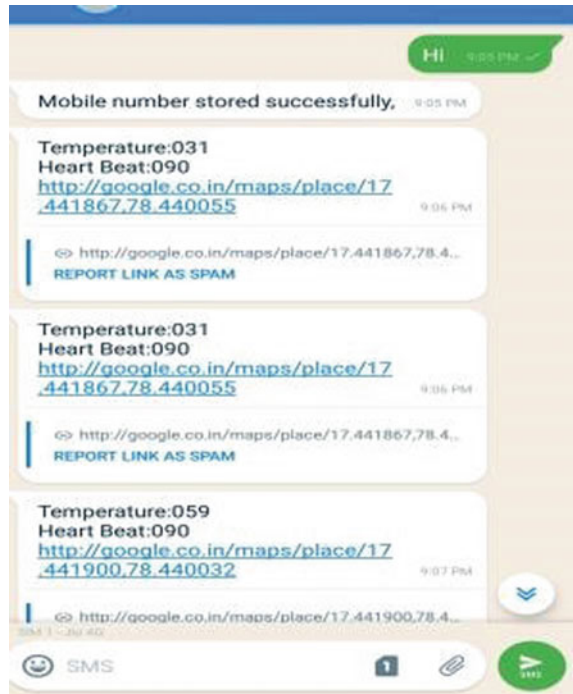 Hi 9:05 PM
Mobile number stored successfully, 9:05 PM
Temperature:031
Heart Beat:090
http://google.co.in/maps/place/17
.441867,78.440055 9:06 PM
http://google.co.in/maps/place/17.441867,78.4...
REPORT LINK AS SPAM
Temperature:031
Heart Beat:090
http://google.co.in/maps/place/17
.441867,78.440055 9:06 PM
http://google.co.in/maps/place/17.441867,78.4...
REPORT LINK AS SPAM
Temperature:059
Heart Beat:090
http://google.co.in/maps/place/17
.441900,78.440032 9:07 PM
http://google.co.in/maps/place/17.441900,78.4...
SIM 1 - Jio 4G
SMS 1
SMS